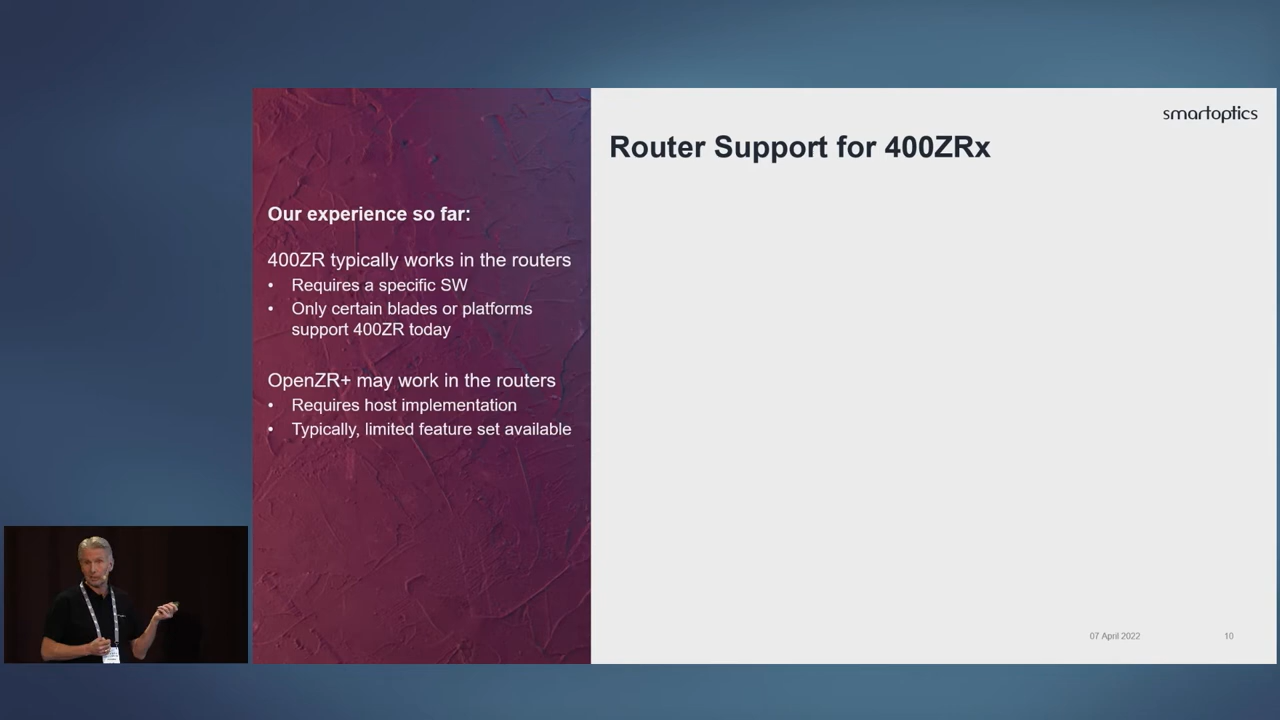 smartoptics
Router Support for 400ZRx
Our experience so far:
400ZR typically works in the routers
• Requires a specific SW
• Only certain blades or platforms
support 400ZR today
OpenZR+ may work in the routers
• Requires host implementation
• Typically, limited feature set available
07 April 2022
10